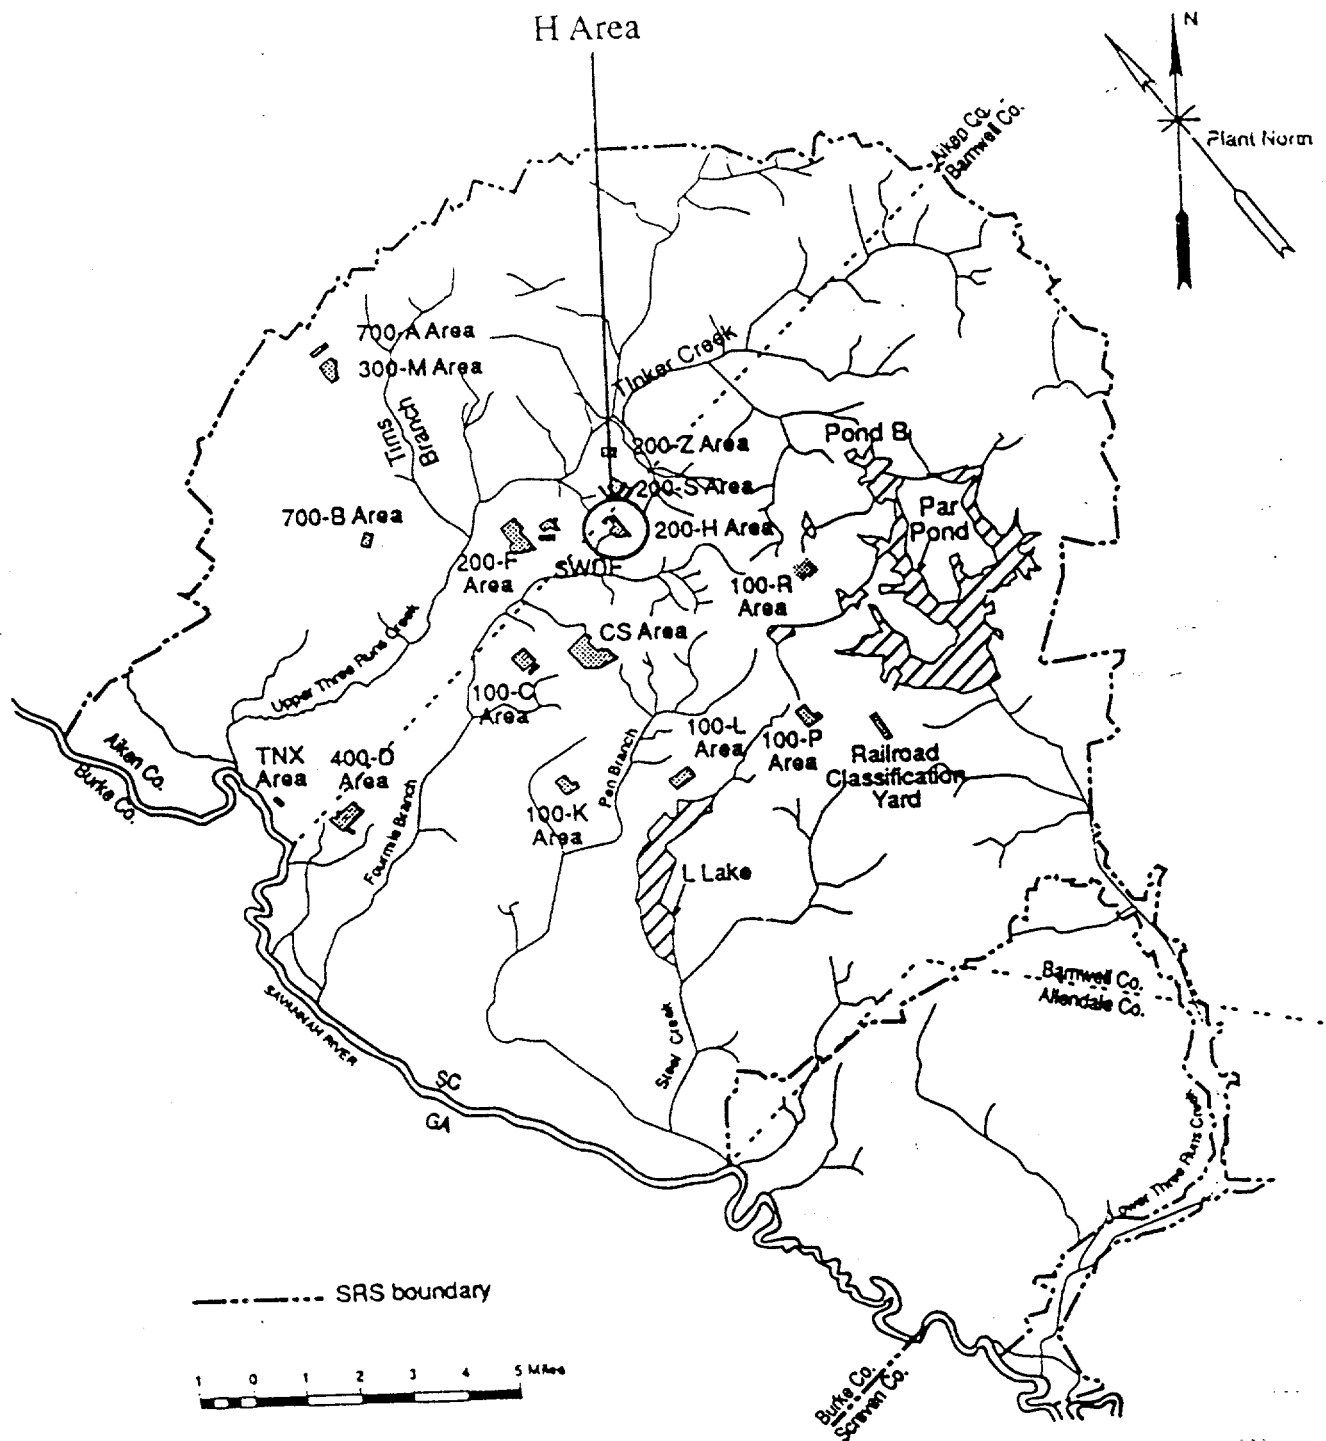 H Area
N
Plant North
Aiken Co.
Barnwell Co.
700-A Area
300-M Area
Tinker Creek
Tims
Branch
200-Z Area
Pond B
200-S Area
Par
Pond
700-B Area
200-H Area
200-F
Area
SWDF
100-R
Area
CS Area
Upper Three Runs Creek
100-C
Area
100-L
Area
100-P
Area
Railroad
Classification
Yard
Aiken Co.
Burke Co.
TNX
Area
400-D
Area
Pen Branch
100-K
Area
Fourmile Branch
L Lake
Barnwell Co.
Allendale Co.
SAVANNAH RIVER
Steel Creek
SC
GA
Lower Three Runs Creek
SRS boundary
1 0 1 2 3 4 5 Miles
Burke Co.
Screven Co.